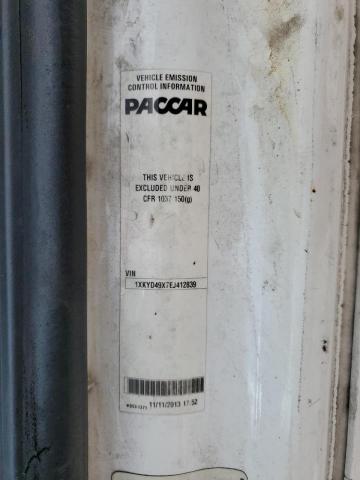 VEHICLE EMISSION
CONTROL INFORMATION
PACCAR
THIS VEHICLE IS
EXCLUDED UNDER 40
CFR 1037.150(g)
VIN
1XKYD49X7EJ412839
11/11/2013 17:52